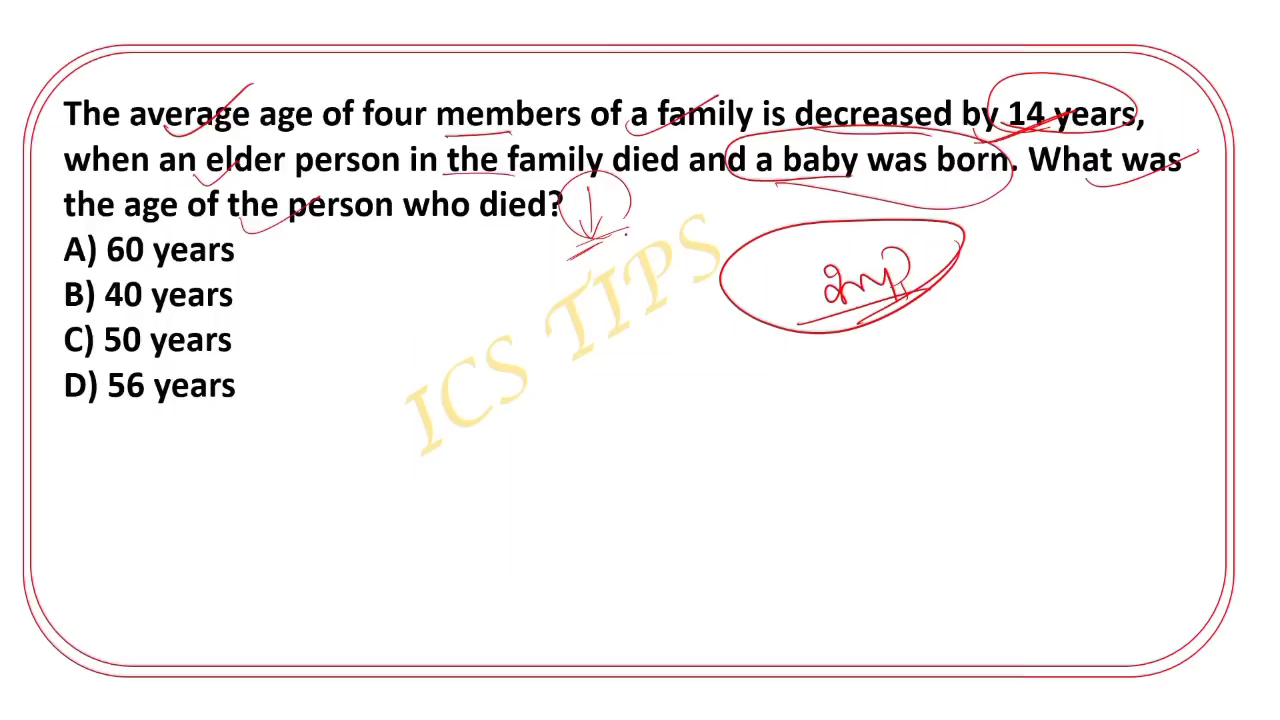 The average age of four members of a family is decreased by 14 years,
when an elder person in the family died and a baby was born. What was
the age of the person who died?
A) 60 years
B) 40 years
C) 50 years
D) 56 years
ICS TIPS